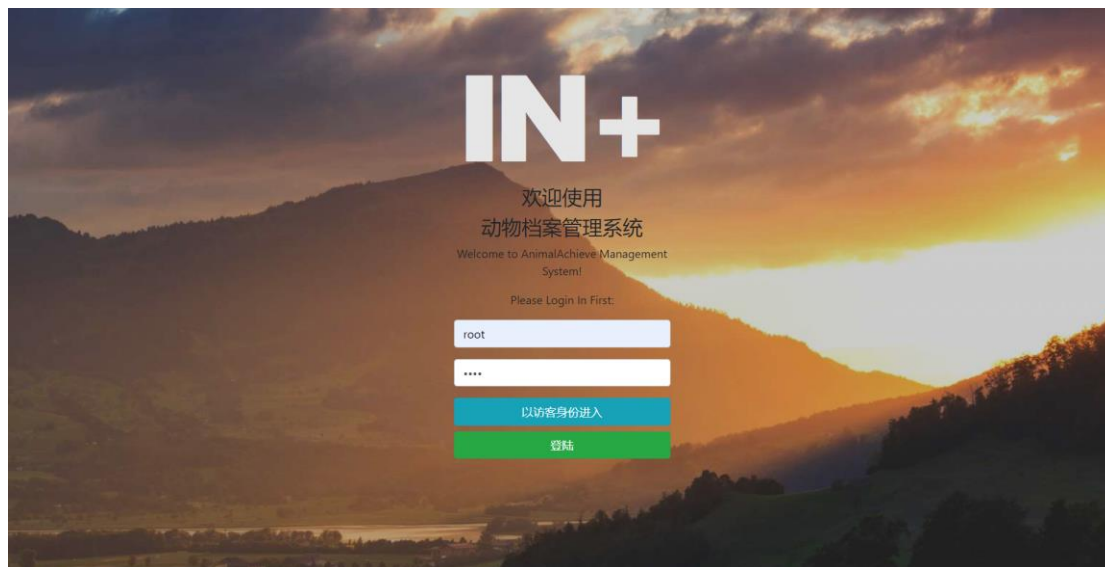 IN+
欢迎使用
动物档案管理系统
Welcome to AnimalAchieve Management
System!
Please Login In First:
root
••••
以访客身份进入
登陆